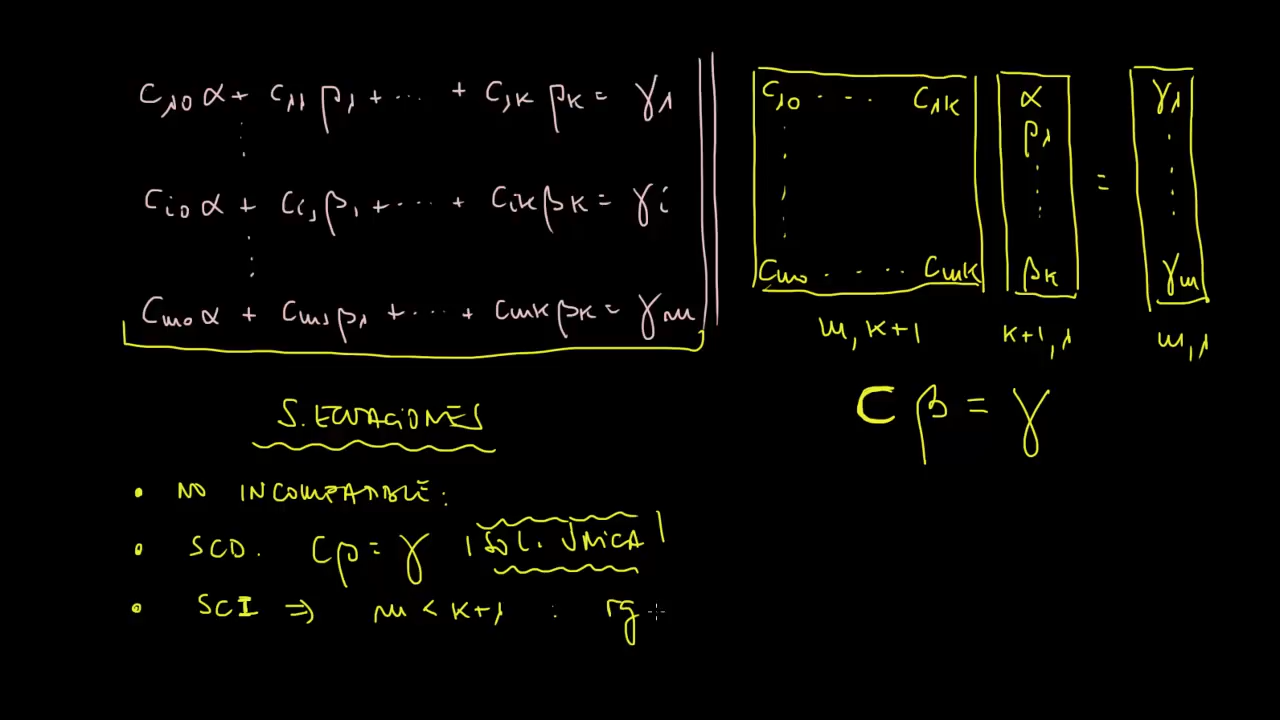 c₁₀ α + c₁₁ β₁ + ··· + c₁ₖ βₖ = γ₁
cᵢ₀ α + cᵢ₁ β₁ + ··· + cᵢₖ βₖ = γᵢ
cₘ₀ α + cₘ₁ β₁ + ··· + cₘₖ βₖ = γₘ
c₁₀ · · · c₁ₖ
cₘ₀ · · · · cₘₖ
α
β₁
βₖ
=
γ₁
γₘ
m, k+1
k+1, 1
m, 1
C β = γ
S. ECUACIONES
• NO INCOMPATIBLE:
• SCD. Cβ = γ | SOL. ÚNICA |
• SCI ⇒ m < k+1 : rg